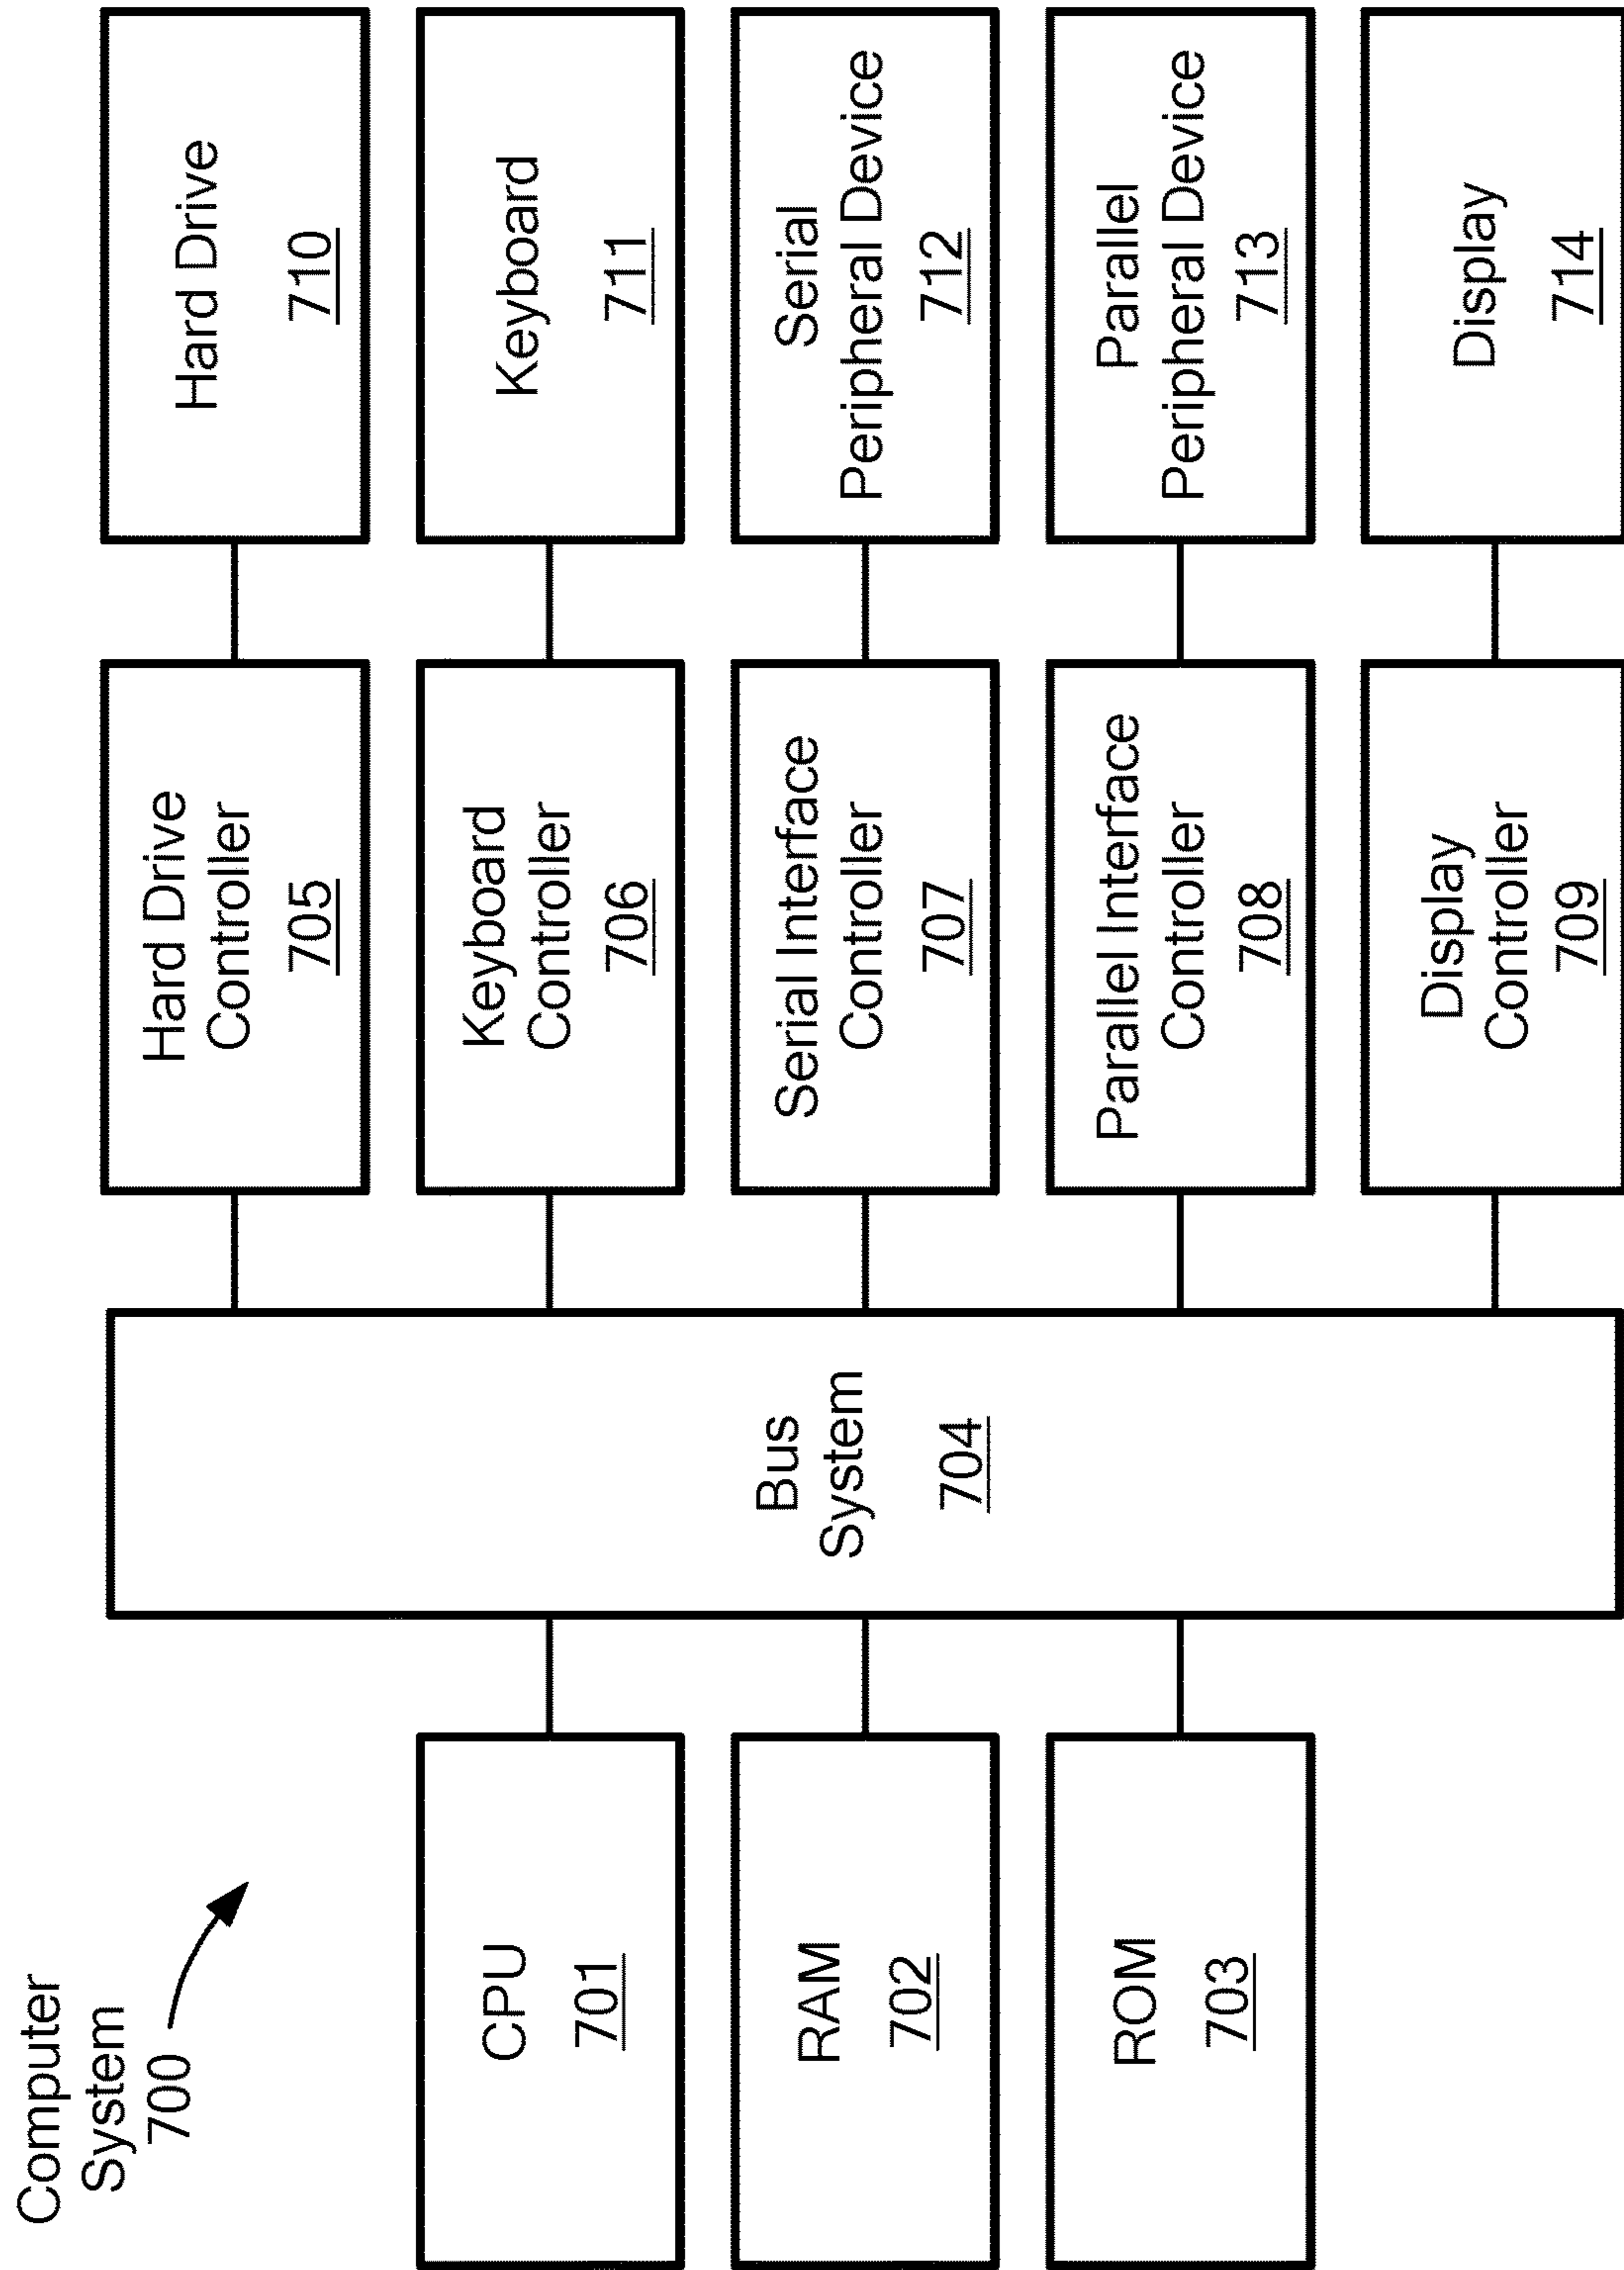 Computer
System
700
CPU
701
RAM
702
ROM
703
Bus
System
704
Hard Drive
Controller
705
Keyboard
Controller
706
Serial Interface
Controller
707
Parallel Interface
Controller
708
Display
Controller
709
Hard Drive
710
Keyboard
711
Serial
Peripheral Device
712
Parallel
Peripheral Device
713
Display
714